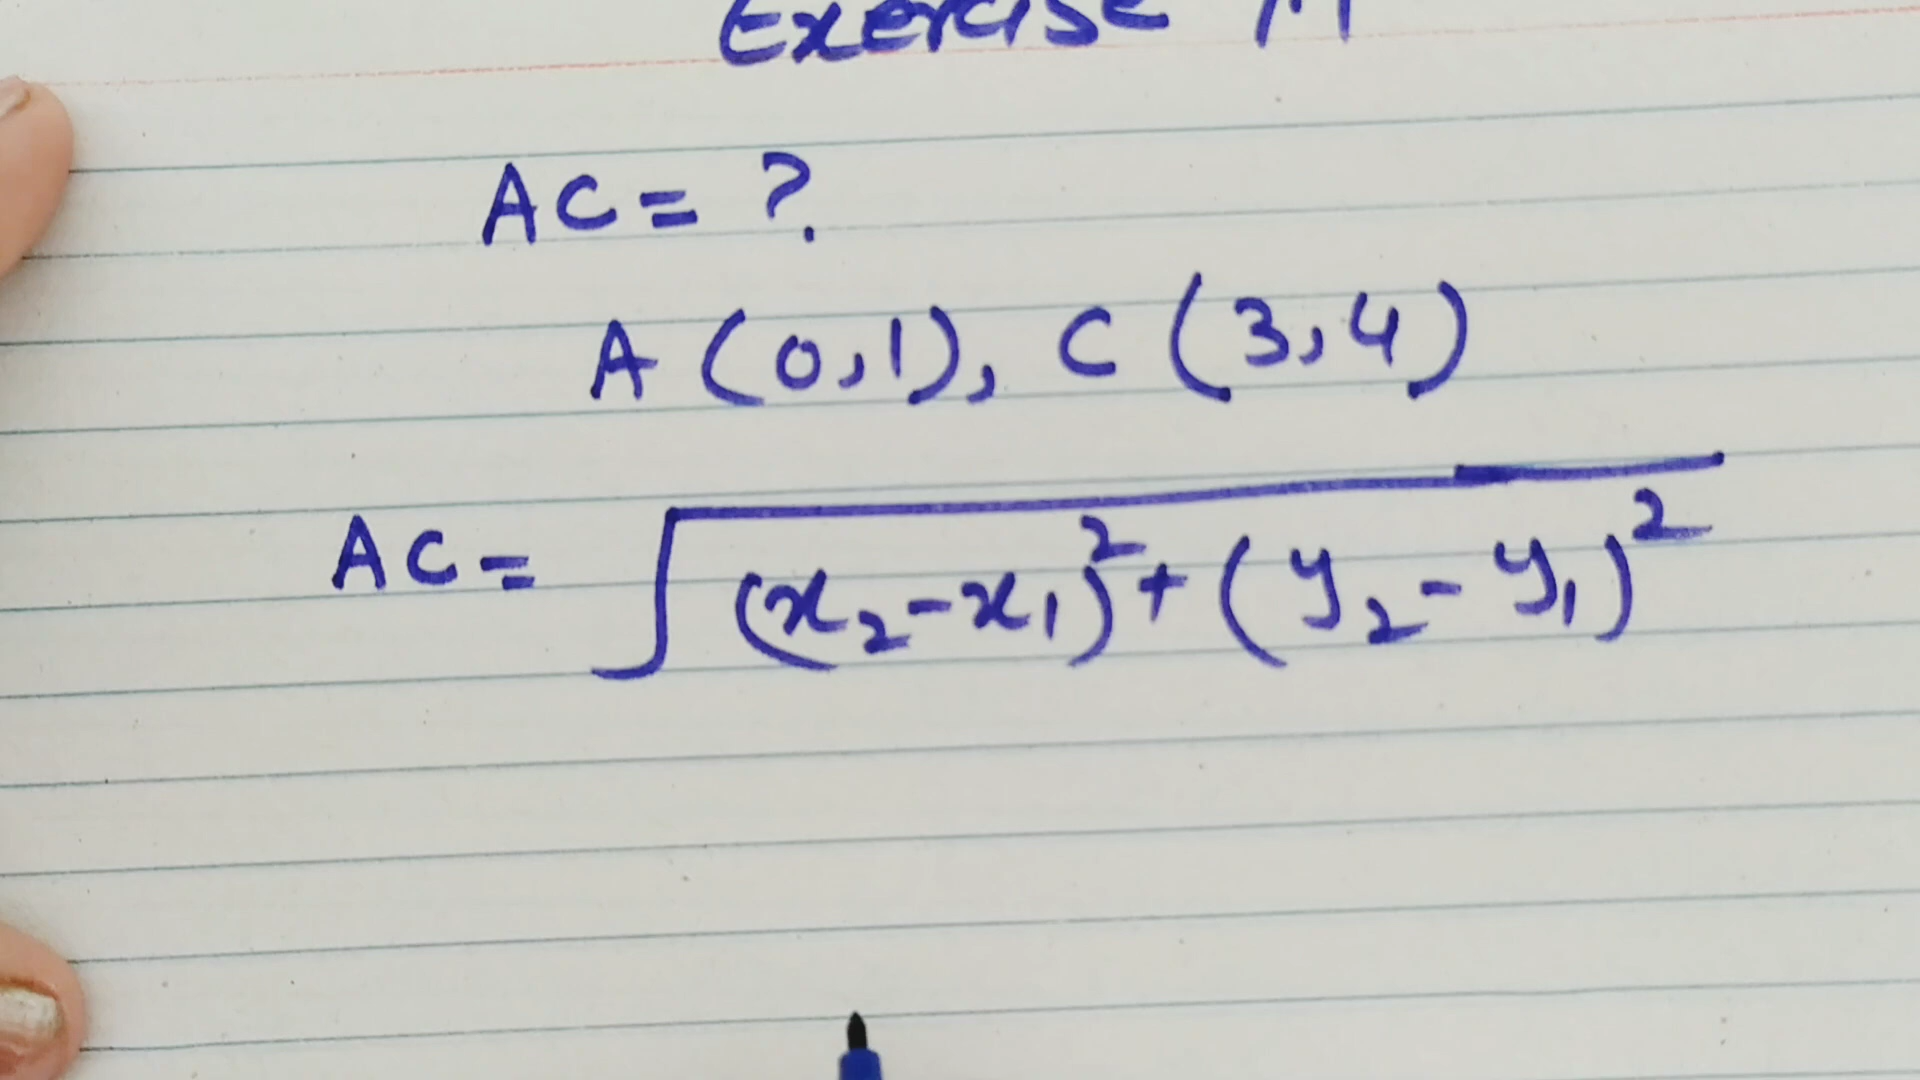 Exercise
AC = ?
A (0,1), C (3,4)
AC = √(x₂-x₁)²+(y₂-y₁)²